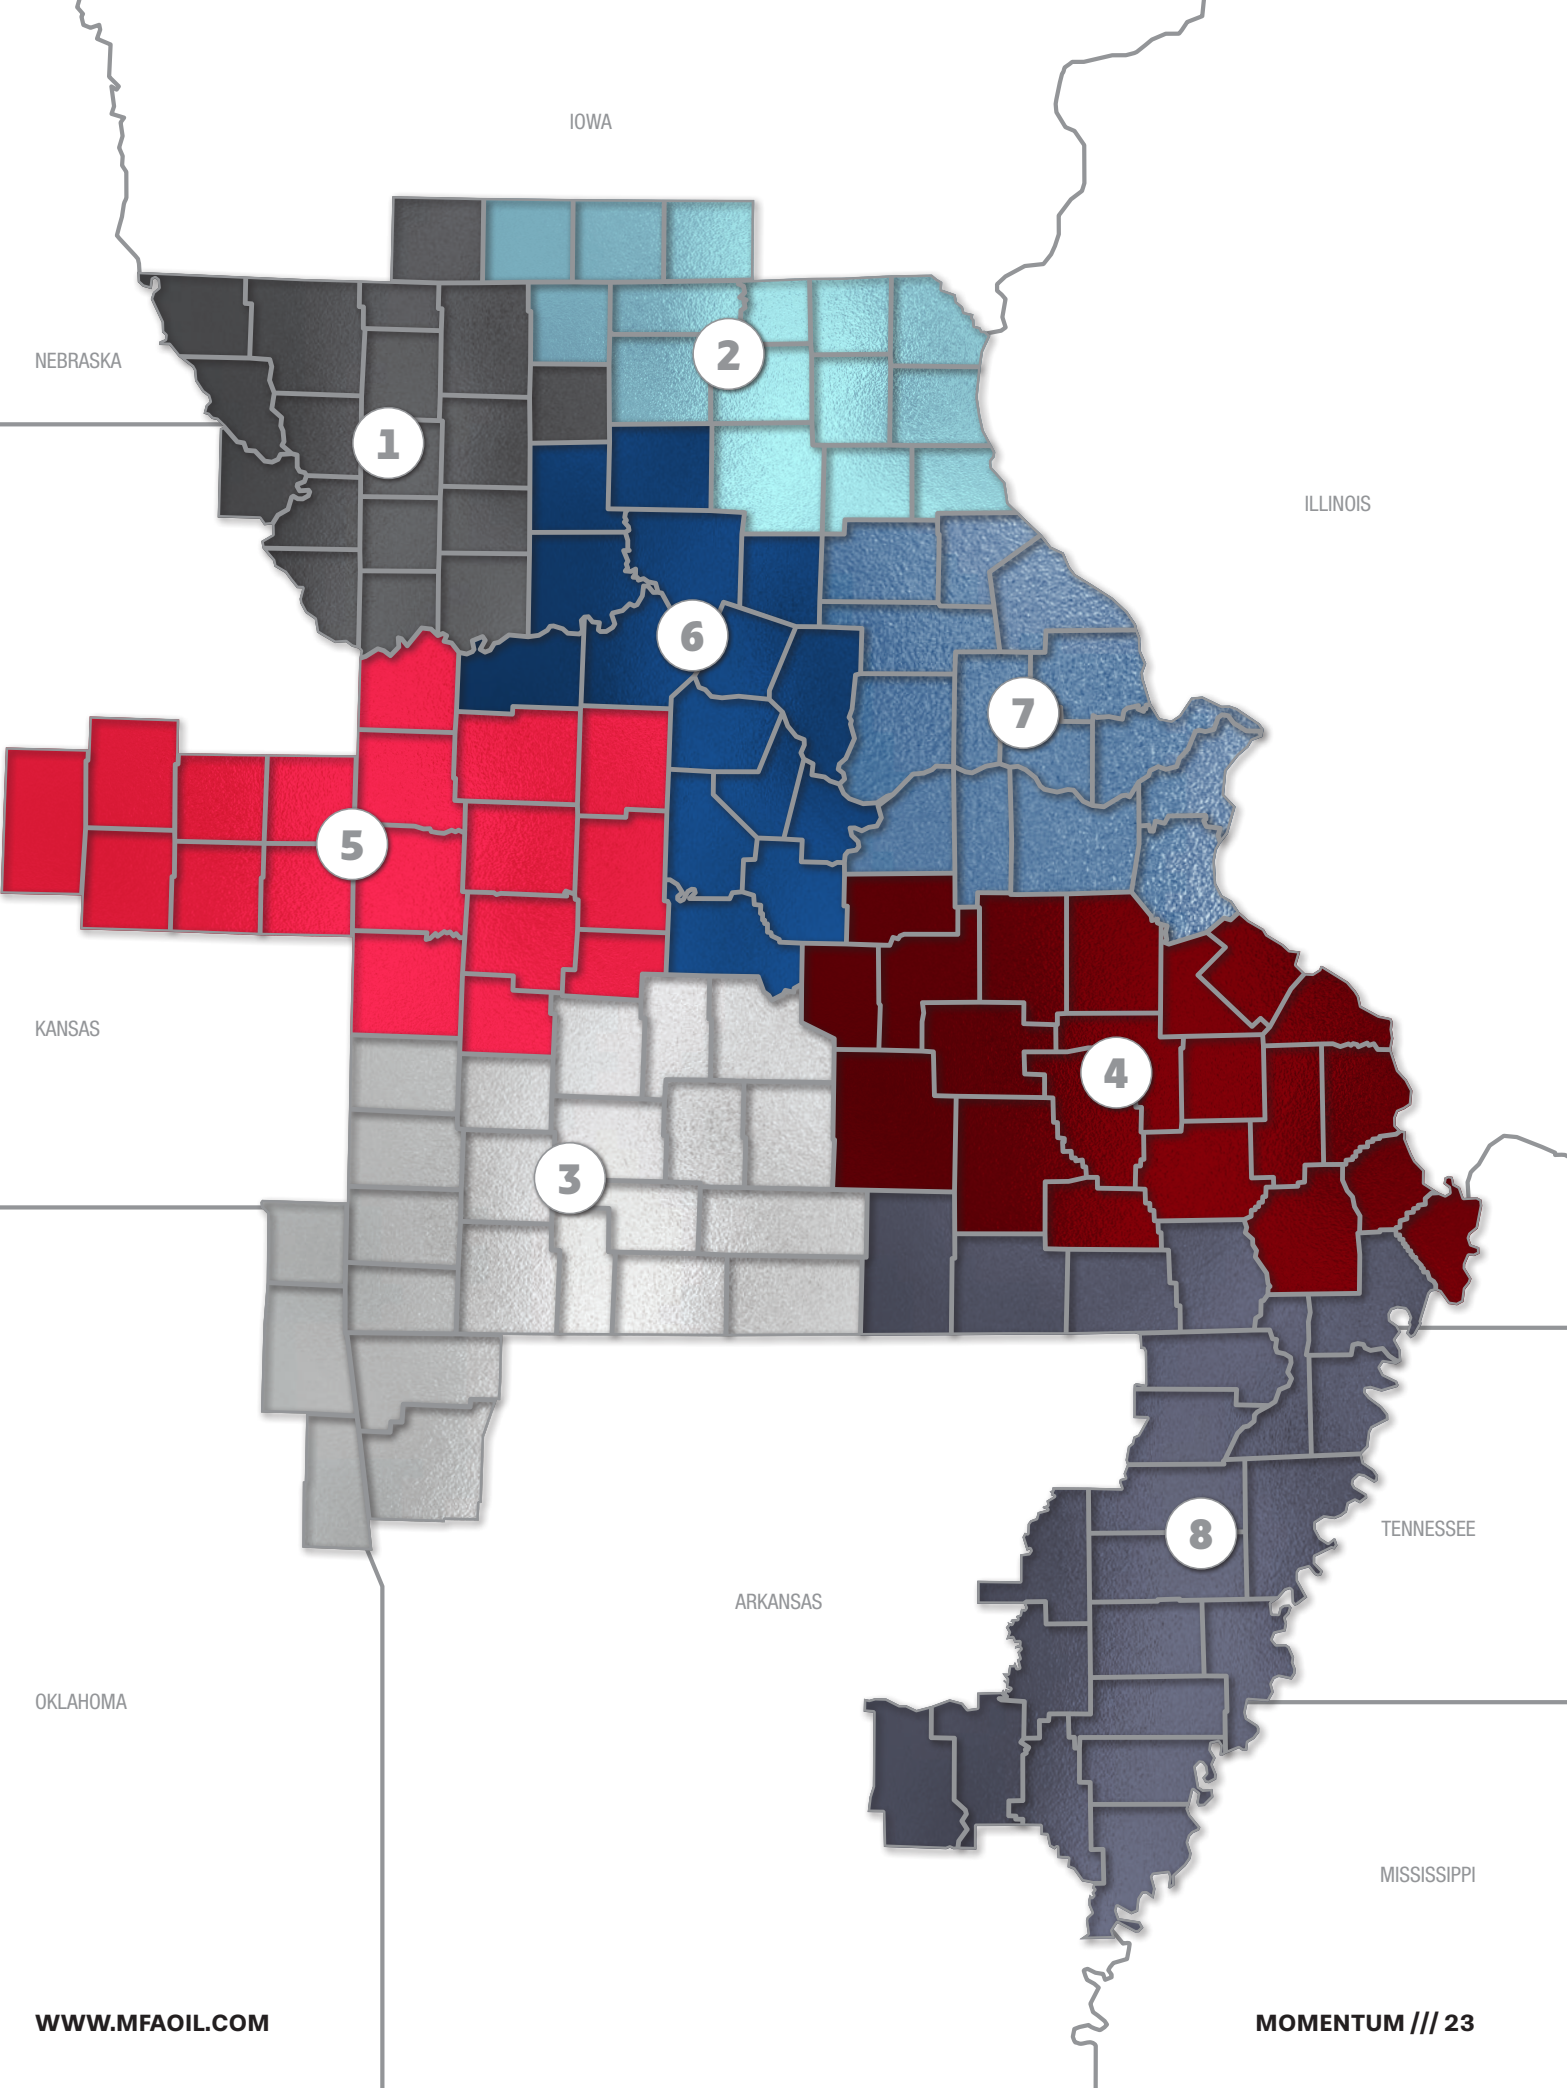 IOWA
2
NEBRASKA
1
ILLINOIS
6
7
5
KANSAS
4
3
TENNESSEE
8
ARKANSAS
OKLAHOMA
MISSISSIPPI
WWW.MFAOIL.COM
MOMENTUM /// 23